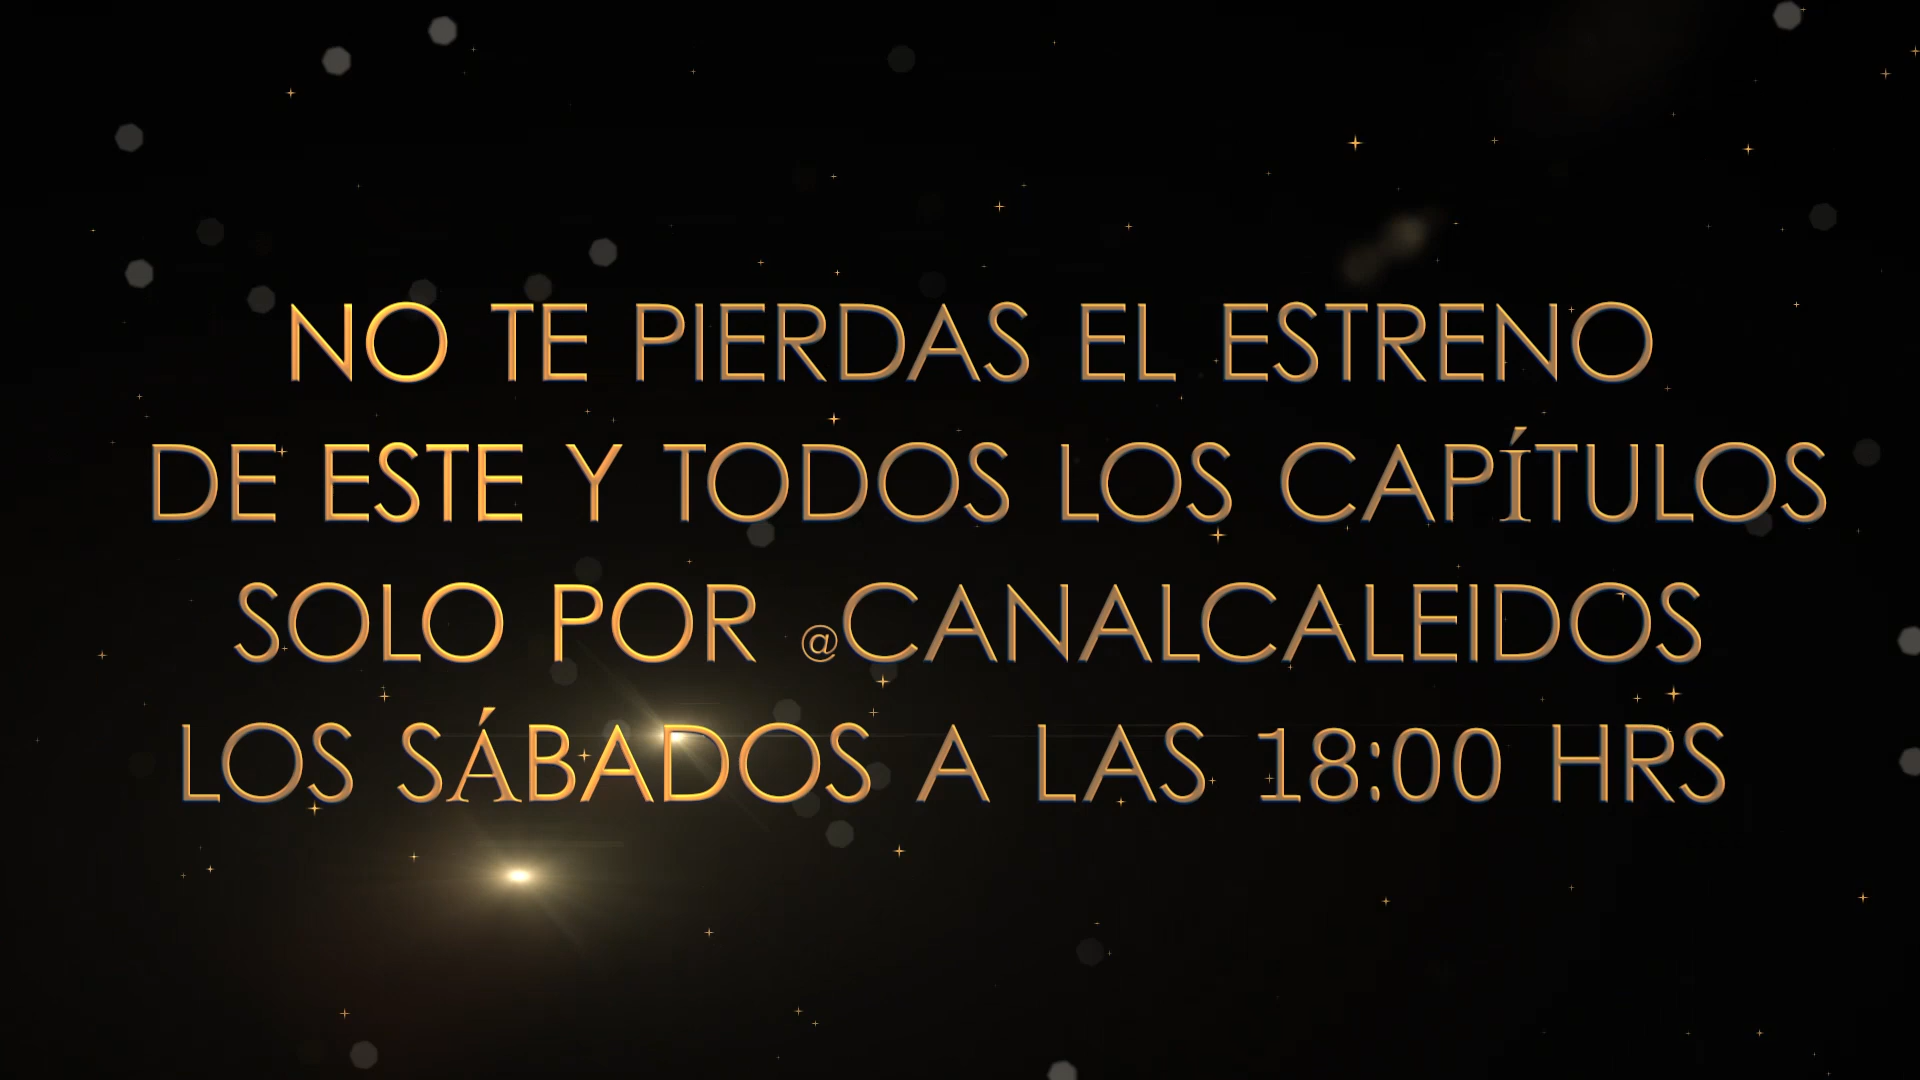 NO TE PIERDAS EL ESTRENO
DE ESTE Y TODOS LOS CAPÍTULOS
SOLO POR @CANALCALEIDOS
LOS SÁBADOS A LAS 18:00 HRS